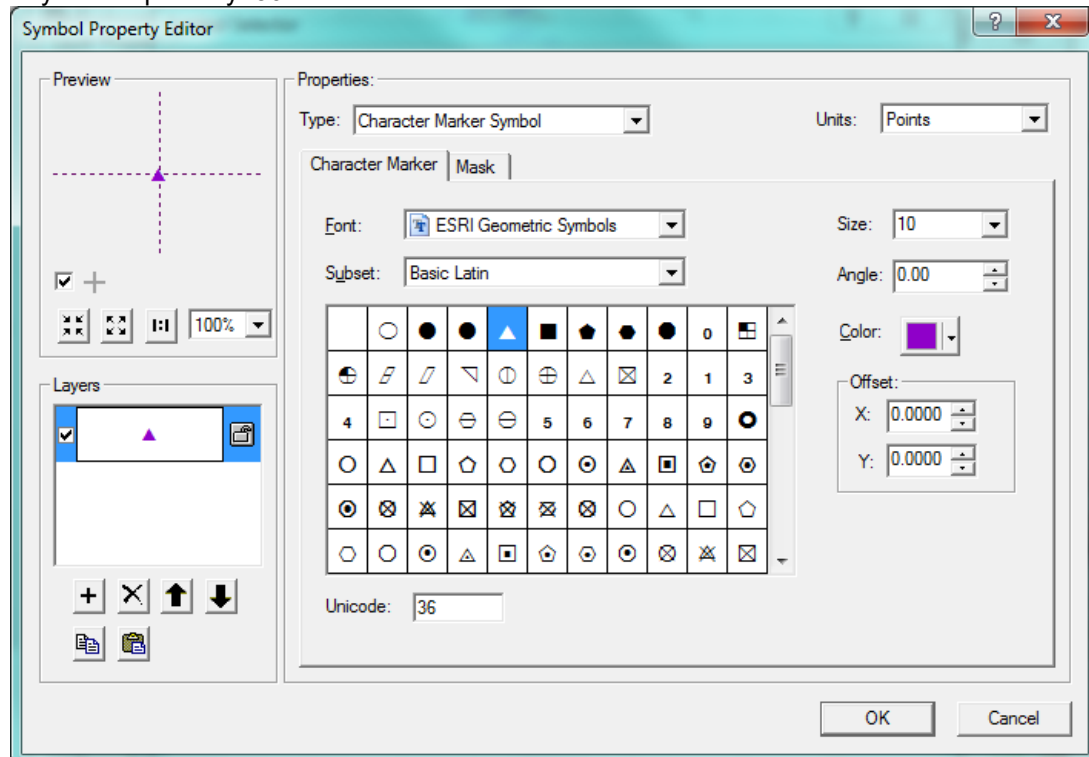 Symbol Property Editor
Preview
100%
Layers
Properties:
Type: Character Marker Symbol Units: Points
Character Marker Mask
Font: ESRI Geometric Symbols
Subset: Basic Latin
0
2 1 3
4 5 6 7 8 9
Unicode: 36
Size: 10
Angle: 0.00
Color:
Offset:
X: 0.0000
Y: 0.0000
OK Cancel